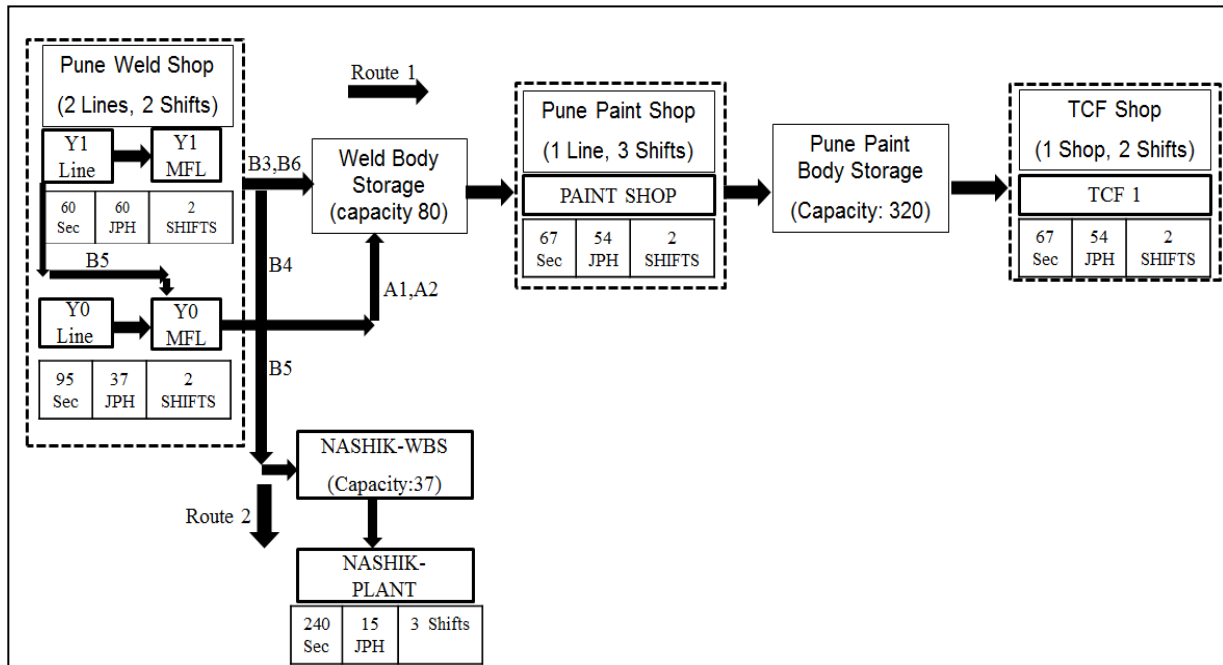 Pune Weld Shop
(2 Lines, 2 Shifts)
Y1
Line
Y1
MFL
60
Sec
60
JPH
2
SHIFTS
B5
Y0
Line
Y0
MFL
95
Sec
37
JPH
2
SHIFTS
Route 1
B3,B6
B4
A1,A2
B5
Weld Body
Storage
(capacity 80)
Pune Paint Shop
(1 Line, 3 Shifts)
PAINT SHOP
67
Sec
54
JPH
2
SHIFTS
Pune Paint
Body Storage
(Capacity: 320)
TCF Shop
(1 Shop, 2 Shifts)
TCF 1
67
Sec
54
JPH
2
SHIFTS
NASHIK-WBS
(Capacity:37)
Route 2
NASHIK-
PLANT
240
Sec
15
JPH
3 Shifts